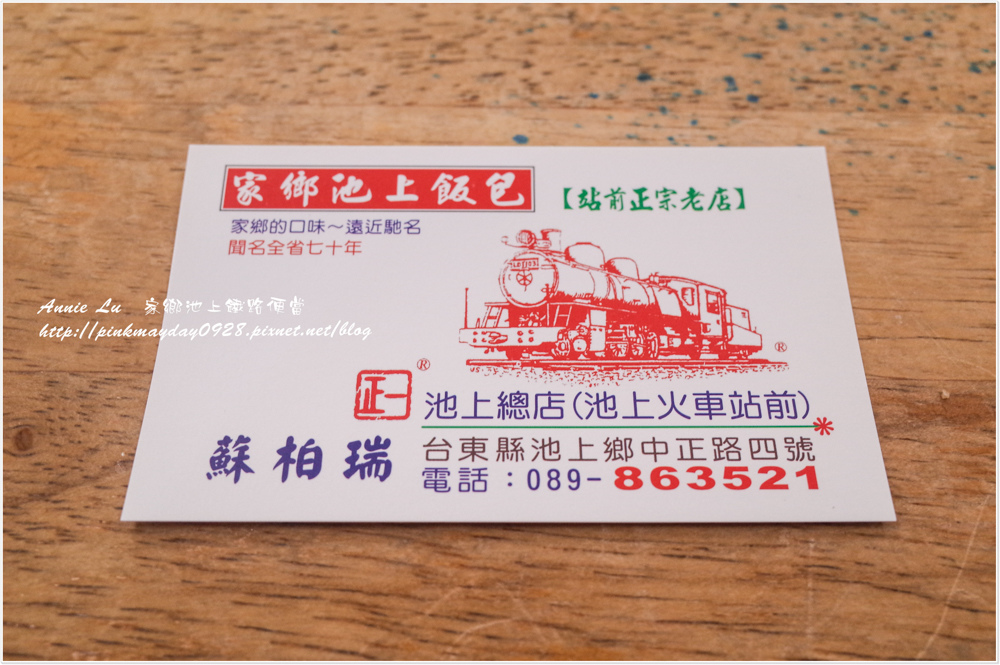 家鄉池上飯包
【站前正宗老店】
家鄉的口味～遠近馳名
聞名全省七十年
Annie Lu 家鄉池上鐵路便當
http://pinkmayday0928.pixnet.net/blog
®
®
正一
池上總店(池上火車站前)
蘇柏瑞
台東縣池上鄉中正路四號
電話：089-863521